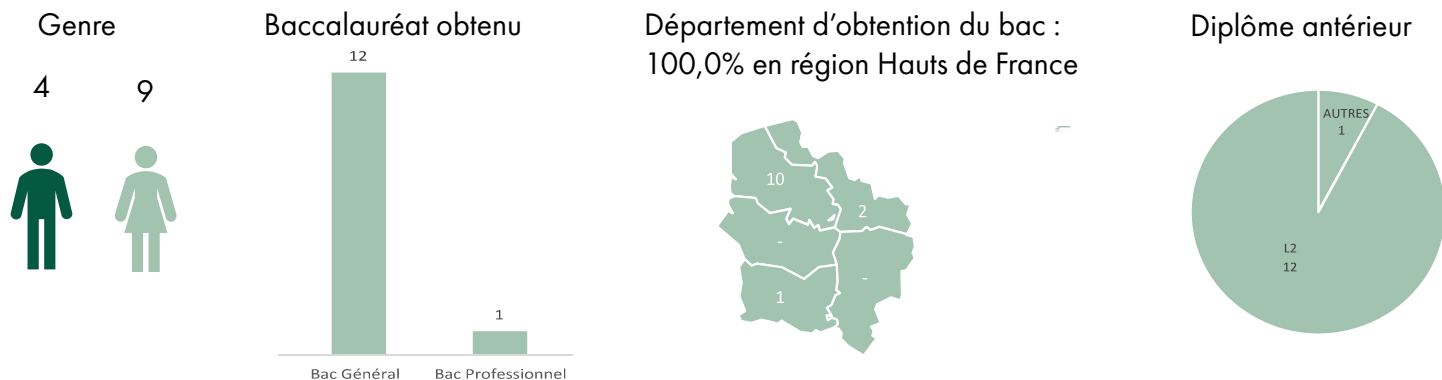 Genre
4 9
Baccalauréat obtenu
12
1
Bac Général Bac Professionnel
Département d’obtention du bac :
100,0% en région Hauts de France
10
2
-
-
1
Diplôme antérieur
AUTRES
1
L2
12